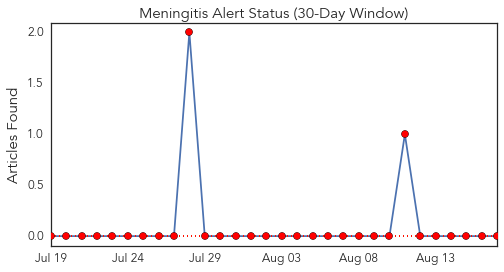 Meningitis Alert Status (30-Day Window)
2.0
1.5
1.0
0.5
0.0
Articles Found
Jul 19
Jul 24
Jul 29
Aug 03
Aug 08
Aug 13